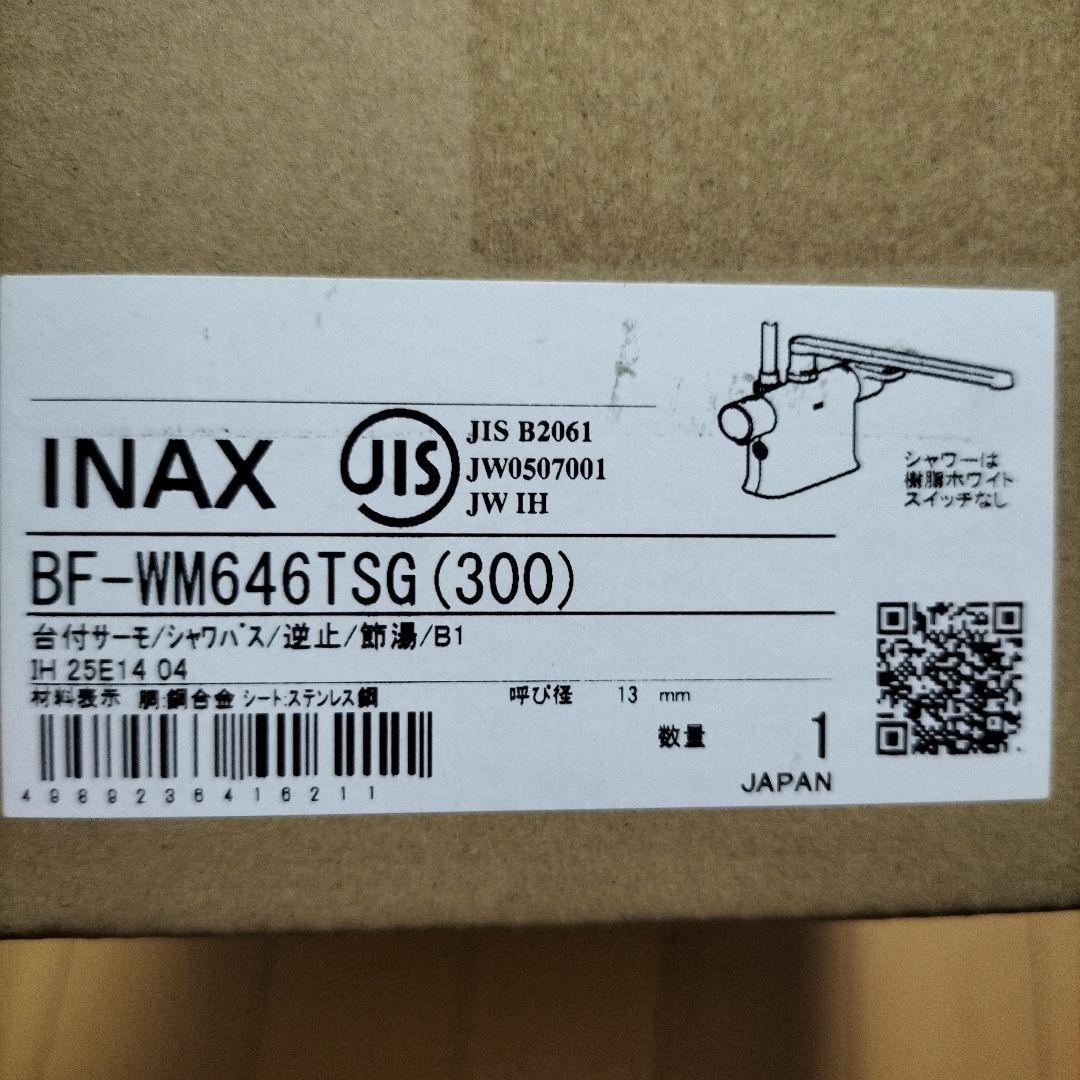 INAX
JIS
JIS B2061
JW0507001
JW IH
シャワーは
樹脂ホワイト
スイッチなし
BF-WM646TSG(300)
台付サーモ/シャワバス/逆止/節湯/B1
IH 25E14 04
材料表示 胴:銅合金 シート:ステンレス鋼 呼び径 13 mm
数量 1
JAPAN
4989236416211